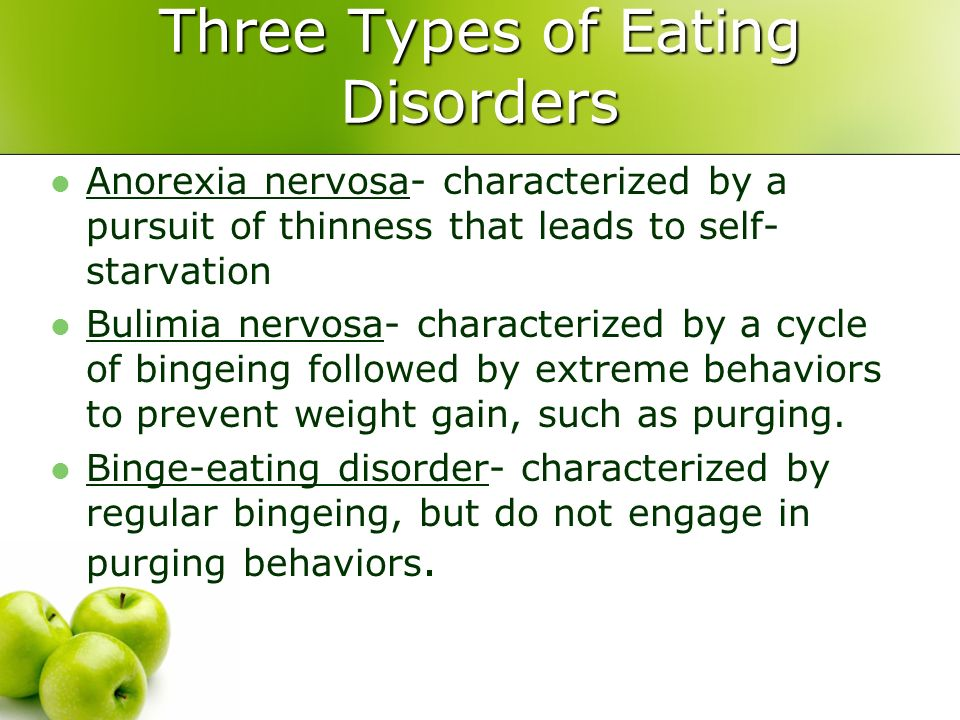 Three Types of Eating
Disorders
Anorexia nervosa- characterized by a
pursuit of thinness that leads to self-
starvation
Bulimia nervosa- characterized by a cycle
of bingeing followed by extreme behaviors
to prevent weight gain, such as purging.
Binge-eating disorder- characterized by
regular bingeing, but do not engage in
purging behaviors.